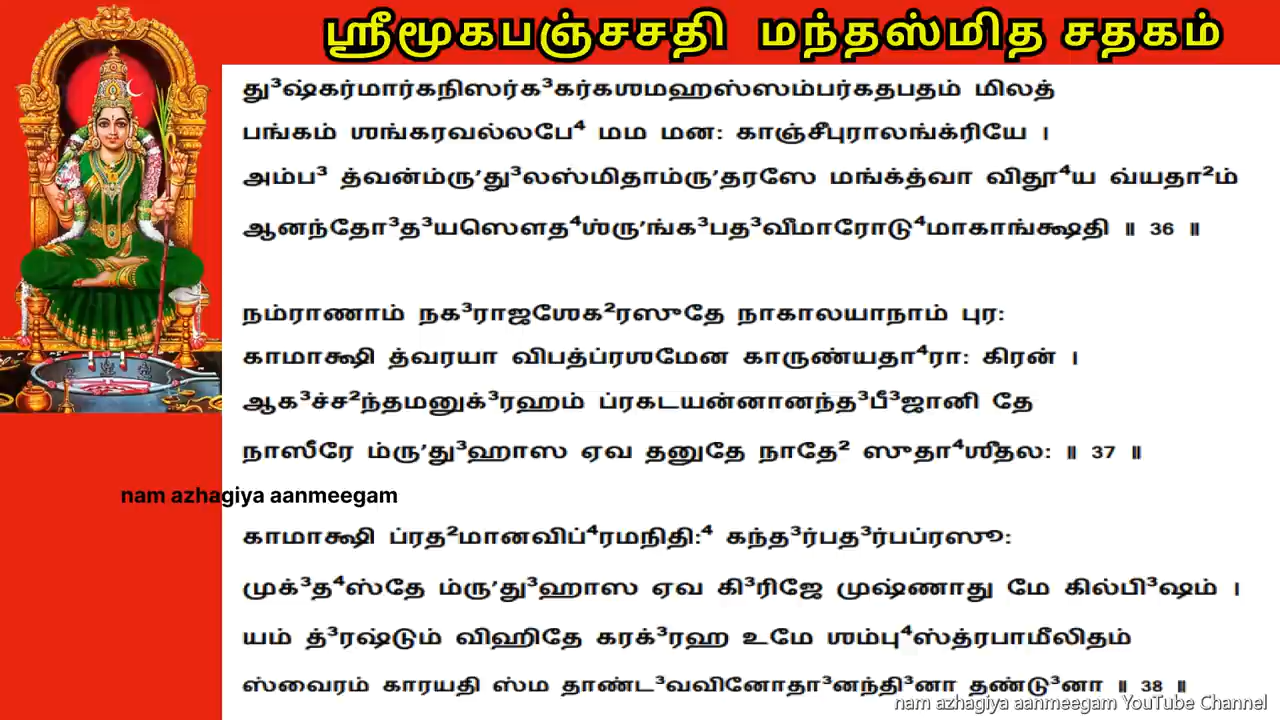 ஸ்ரீமூகபஞ்சசதி மந்தஸ்மித சதகம்
து³ஷ்கர்மார்கநிஸர்க³கர்கஶமஹஸ்ஸம்பர்கதபதம் மிலத்
பங்கம் ஶங்கரவல்லபே⁴ மம மன: காஞ்சீபுராலங்க்ரியே ।
அம்ப³ த்வன்ம்ரு’து³லஸ்மிதாம்ரு’தரஸே மங்க்த்வா விதூ⁴ய வ்யதா²ம்
ஆனந்தோ³த³யஸௌத⁴ஶ்ரு’ங்க³பத³வீமாரோடு⁴மாகாங்க்ஷதி ॥ 36 ॥
நம்ராணாம் நக³ராஜஶேக²ரஸுதே நாகாலயாநாம் புர:
காமாக்ஷி த்வரயா விபத்ப்ரஶமேன காருண்யதா⁴ரா: கிரன் ।
ஆக³ச்ச²ந்தமனுக்³ரஹம் ப்ரகடயன்னானந்த³பீ³ஜானி தே
நாஸீரே ம்ரு’து³ஹாஸ ஏவ தனுதே நாதே² ஸுதா⁴ஶீதல: ॥ 37 ॥
nam azhagiya aanmeegam
காமாக்ஷி ப்ரத²மானவிப்⁴ரமநிதி:⁴ கந்த³ர்பத³ர்பப்ரஸூ:
முக்³த⁴ஸ்தே ம்ரு’து³ஹாஸ ஏவ கி³ரிஜே முஷ்ணாது மே கில்பி³ஷம் ।
யம் த்³ரஷ்டும் விஹிதே கரக்³ரஹ உமே ஶம்பு⁴ஸ்த்ரபாமீலிதம்
ஸ்வைரம் காரயதி ஸ்ம தாண்ட³வவினோதா³னந்தி³னா தண்டு³னா ॥ 38 ॥
nam azhagiya aanmeegam YouTube Channel